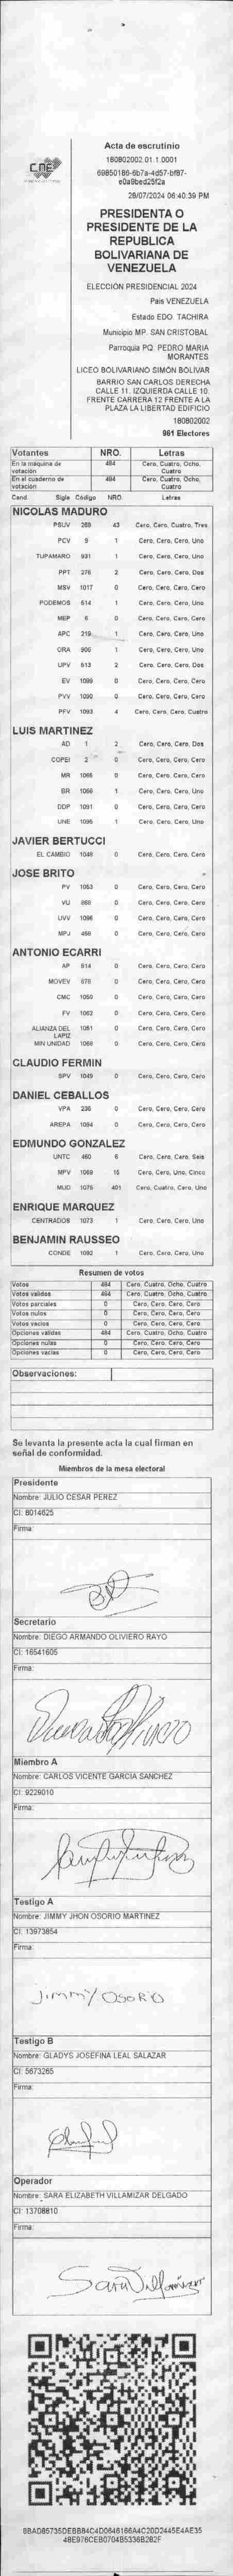 CNE
Acta de escrutinio
180802002.01.1.0001
69850186-6b7a-4d57-bf87-
e0a9bed25f2a
28/07/2024 06:40:39 PM
PRESIDENTA O
PRESIDENTE DE LA
REPUBLICA
BOLIVARIANA DE
VENEZUELA
ELECCIÓN PRESIDENCIAL 2024
Pais VENEZUELA
Estado EDO. TACHIRA
Municipio MP. SAN CRISTOBAL
Parroquia PQ. PEDRO MARIA
MORANTES
LICEO BOLIVARIANO SIMÓN BOLIVAR
BARRIO SAN CARLOS DERECHA
CALLE 11. IZQUIERDA CALLE 10.
FRENTE CARRERA 12 FRENTE A LA
PLAZA LA LIBERTAD EDIFICIO
180802002
961 Electores
Votantes NRO. Letras
En la máquina de votación 484 Cero, Cuatro, Ocho, Cuatro
En el cuaderno de votación 484 Cero, Cuatro, Ocho, Cuatro
Cand. Sigla Código NRO. Letras
NICOLAS MADURO
PSUV 269 43 Cero, Cero, Cuatro, Tres
PCV 9 1 Cero, Cero, Cero, Uno
TUPAMARO 931 1 Cero, Cero, Cero, Uno
PPT 276 2 Cero, Cero, Cero, Dos
MSV 1017 0 Cero, Cero, Cero, Cero
PODEMOS 514 1 Cero, Cero, Cero, Uno
MEP 6 0 Cero, Cero, Cero, Cero
APC 219 1 Cero, Cero, Cero, Uno
ORA 906 1 Cero, Cero, Cero, Uno
UPV 513 2 Cero, Cero, Cero, Dos
EV 1099 0 Cero, Cero, Cero, Cero
PVV 1090 0 Cero, Cero, Cero, Cero
PFV 1093 4 Cero, Cero, Cero, Cuatro
LUIS MARTINEZ
AD 1 2 Cero, Cero, Cero, Dos
COPEI 2 0 Cero, Cero, Cero, Cero
MR 1065 0 Cero, Cero, Cero, Cero
BR 1066 1 Cero, Cero, Cero, Uno
DDP 1091 0 Cero, Cero, Cero, Cero
UNE 1095 1 Cero, Cero, Cero, Uno
JAVIER BERTUCCI
EL CAMBIO 1048 0 Cero, Cero, Cero, Cero
JOSE BRITO
PV 1053 0 Cero, Cero, Cero, Cero
VU 868 0 Cero, Cero, Cero, Cero
UVV 1096 0 Cero, Cero, Cero, Cero
MPJ 458 0 Cero, Cero, Cero, Cero
ANTONIO ECARRI
AP 814 0 Cero, Cero, Cero, Cero
MOVEV 878 0 Cero, Cero, Cero, Cero
CMC 1050 0 Cero, Cero, Cero, Cero
FV 1062 0 Cero, Cero, Cero, Cero
ALIANZA DEL LAPIZ 1051 0 Cero, Cero, Cero, Cero
MIN UNIDAD 1068 0 Cero, Cero, Cero, Cero
CLAUDIO FERMIN
SPV 1049 0 Cero, Cero, Cero, Cero
DANIEL CEBALLOS
VPA 236 0 Cero, Cero, Cero, Cero
AREPA 1094 0 Cero, Cero, Cero, Cero
EDMUNDO GONZALEZ
UNTC 460 6 Cero, Cero, Cero, Seis
MPV 1069 15 Cero, Cero, Uno, Cinco
MUD 1075 401 Cero, Cuatro, Cero, Uno
ENRIQUE MARQUEZ
CENTRADOS 1073 1 Cero, Cero, Cero, Uno
BENJAMIN RAUSSEO
CONDE 1092 1 Cero, Cero, Cero, Uno
Resumen de votos
Votos 484 Cero, Cuatro, Ocho, Cuatro
Votos validos 484 Cero, Cuatro, Ocho, Cuatro
Votos parciales 0 Cero, Cero, Cero, Cero
Votos nulos 0 Cero, Cero, Cero, Cero
Votos vacios 0 Cero, Cero, Cero, Cero
Opciones validas 484 Cero, Cuatro, Ocho, Cuatro
Opciones nulas 0 Cero, Cero, Cero, Cero
Opciones vacias 0 Cero, Cero, Cero, Cero
Observaciones:
Se levanta la presente acta la cual firman en
señal de conformidad.
Miembros de la mesa electoral
Presidente
Nombre: JULIO CESAR PEREZ
CI: 8014625
Firma:
Secretario
Nombre: DIEGO ARMANDO OLIVIERO RAYO
CI: 16541605
Firma:
Miembro A
Nombre: CARLOS VICENTE GARCIA SANCHEZ
CI: 9229010
Firma:
Testigo A
Nombre: JIMMY JHON OSORIO MARTINEZ
CI: 13973854
Firma:
Jimmy OSORIO
Testigo B
Nombre: GLADYS JOSEFINA LEAL SALAZAR
CI: 5673265
Firma:
Operador
Nombre: SARA ELIZABETH VILLAMIZAR DELGADO
CI: 13708810
Firma:
Sara Villamizar
8BAD85735DEBB84C4D0646166A4C20D2445E4AE35
48E976CEB0704B5336B282F